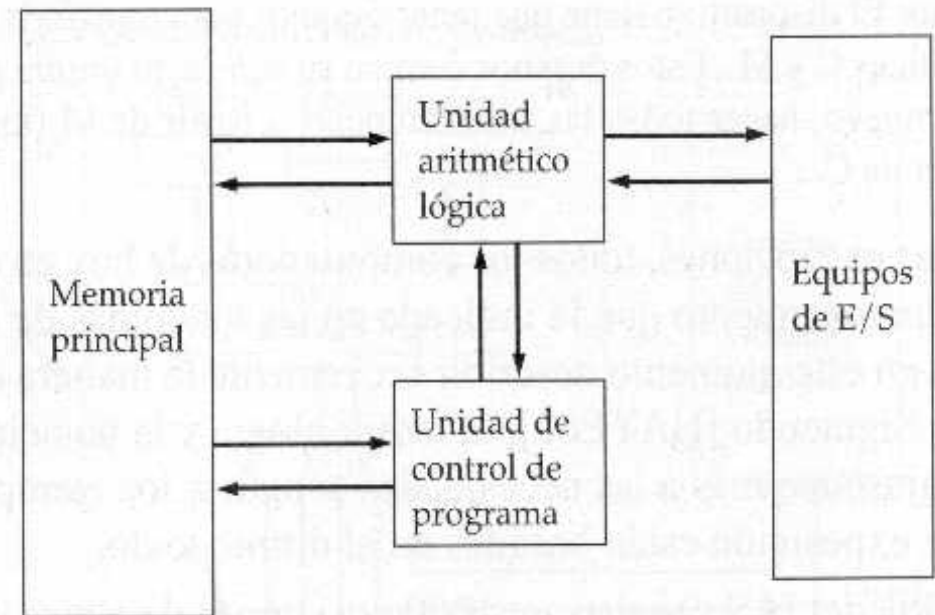 Memoria
principal
Unidad
aritmético
lógica
Unidad de
control de
programa
Equipos
de E/S